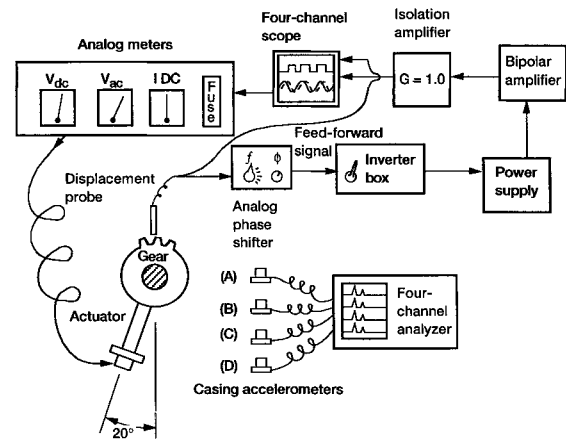 Analog meters
Vdc
Vac
I DC
Fuse
Four-channel
scope
Isolation
amplifier
G = 1.0
Bipolar
amplifier
Displacement
probe
Feed-forward
signal
f
ϕ
Analog
phase
shifter
Inverter
box
Power
supply
Gear
Actuator
20°
(A)
(B)
(C)
(D)
Four-
channel
analyzer
Casing accelerometers